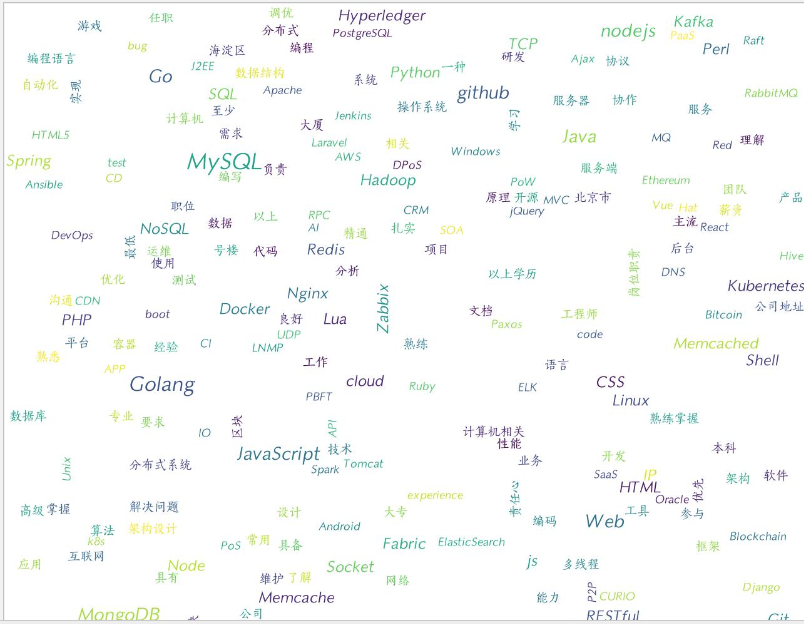 Hyperledger
任职
调优
游戏
Kafka
分布式
PostgreSQL
nodejs
PaaS
Raft
TCP
bug
海淀区
编程
Perl
编程语言
研发
Ajax
协议
J2EE
Go
数据结构
Python
一种
系统
自动化
实现
Apache
SQL
github
RabbitMQ
服务器
协作
操作系统
至少
服务
计算机
Jenkins
学习
大厦
HTML5
需求
Java
MQ
Red
理解
Laravel
相关
AWS
Windows
Spring
test
MySQL
负责
DPoS
服务端
CD
编写
Hadoop
PoW
Ethereum
Ansible
团队
原理
开源
MVC
北京市
产品
职位
CRM
jQuery
Vue
Hat
薪资
以上
RPC
数据
主流
React
NoSQL
AI
精通
扎实
SOA
DevOps
最低
运维
号楼
代码
Redis
项目
后台
Hive
使用
分析
以上学历
岗位职责
DNS
优化
测试
Kubernetes
Nginx
沟通
CDN
Docker
Zabbix
文档
工程师
Bitcoin
公司地址
PHP
boot
良好
Lua
Paxos
UDP
code
平台
容器
经验
CI
LNMP
熟练
Memcached
熟悉
工作
语言
Shell
APP
Golang
cloud
Ruby
ELK
CSS
PBFT
Linux
数据库
专业
要求
IO
区块
API
计算机相关
熟练掌握
性能
JavaScript
技术
本科
Unix
分布式系统
Spark
Tomcat
业务
开发
SaaS
IP
架构
软件
HTML
优先
experience
责任心
Oracle
高级
掌握
解决问题
设计
大专
工具
参与
算法
架构设计
Android
编码
Web
k8s
PoS
常用
具备
Fabric
ElasticSearch
框架
Blockchain
互联网
应用
Node
Socket
js
多线程
具有
维护
了解
网络
Memcache
能力
P2P
CURIO
Django
MongoDB
公司
RESTful